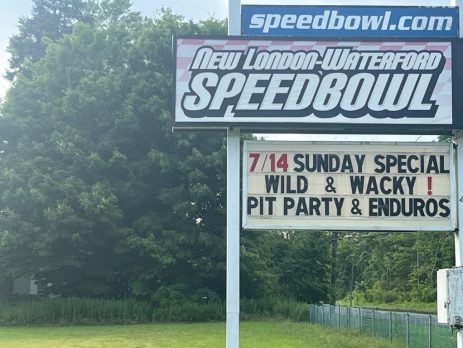 speedbowl.com
NEW LONDON-WATERFORD
SPEEDBOWL
7/14 SUNDAY SPECIAL
WILD & WACKY !
PIT PARTY & ENDUROS